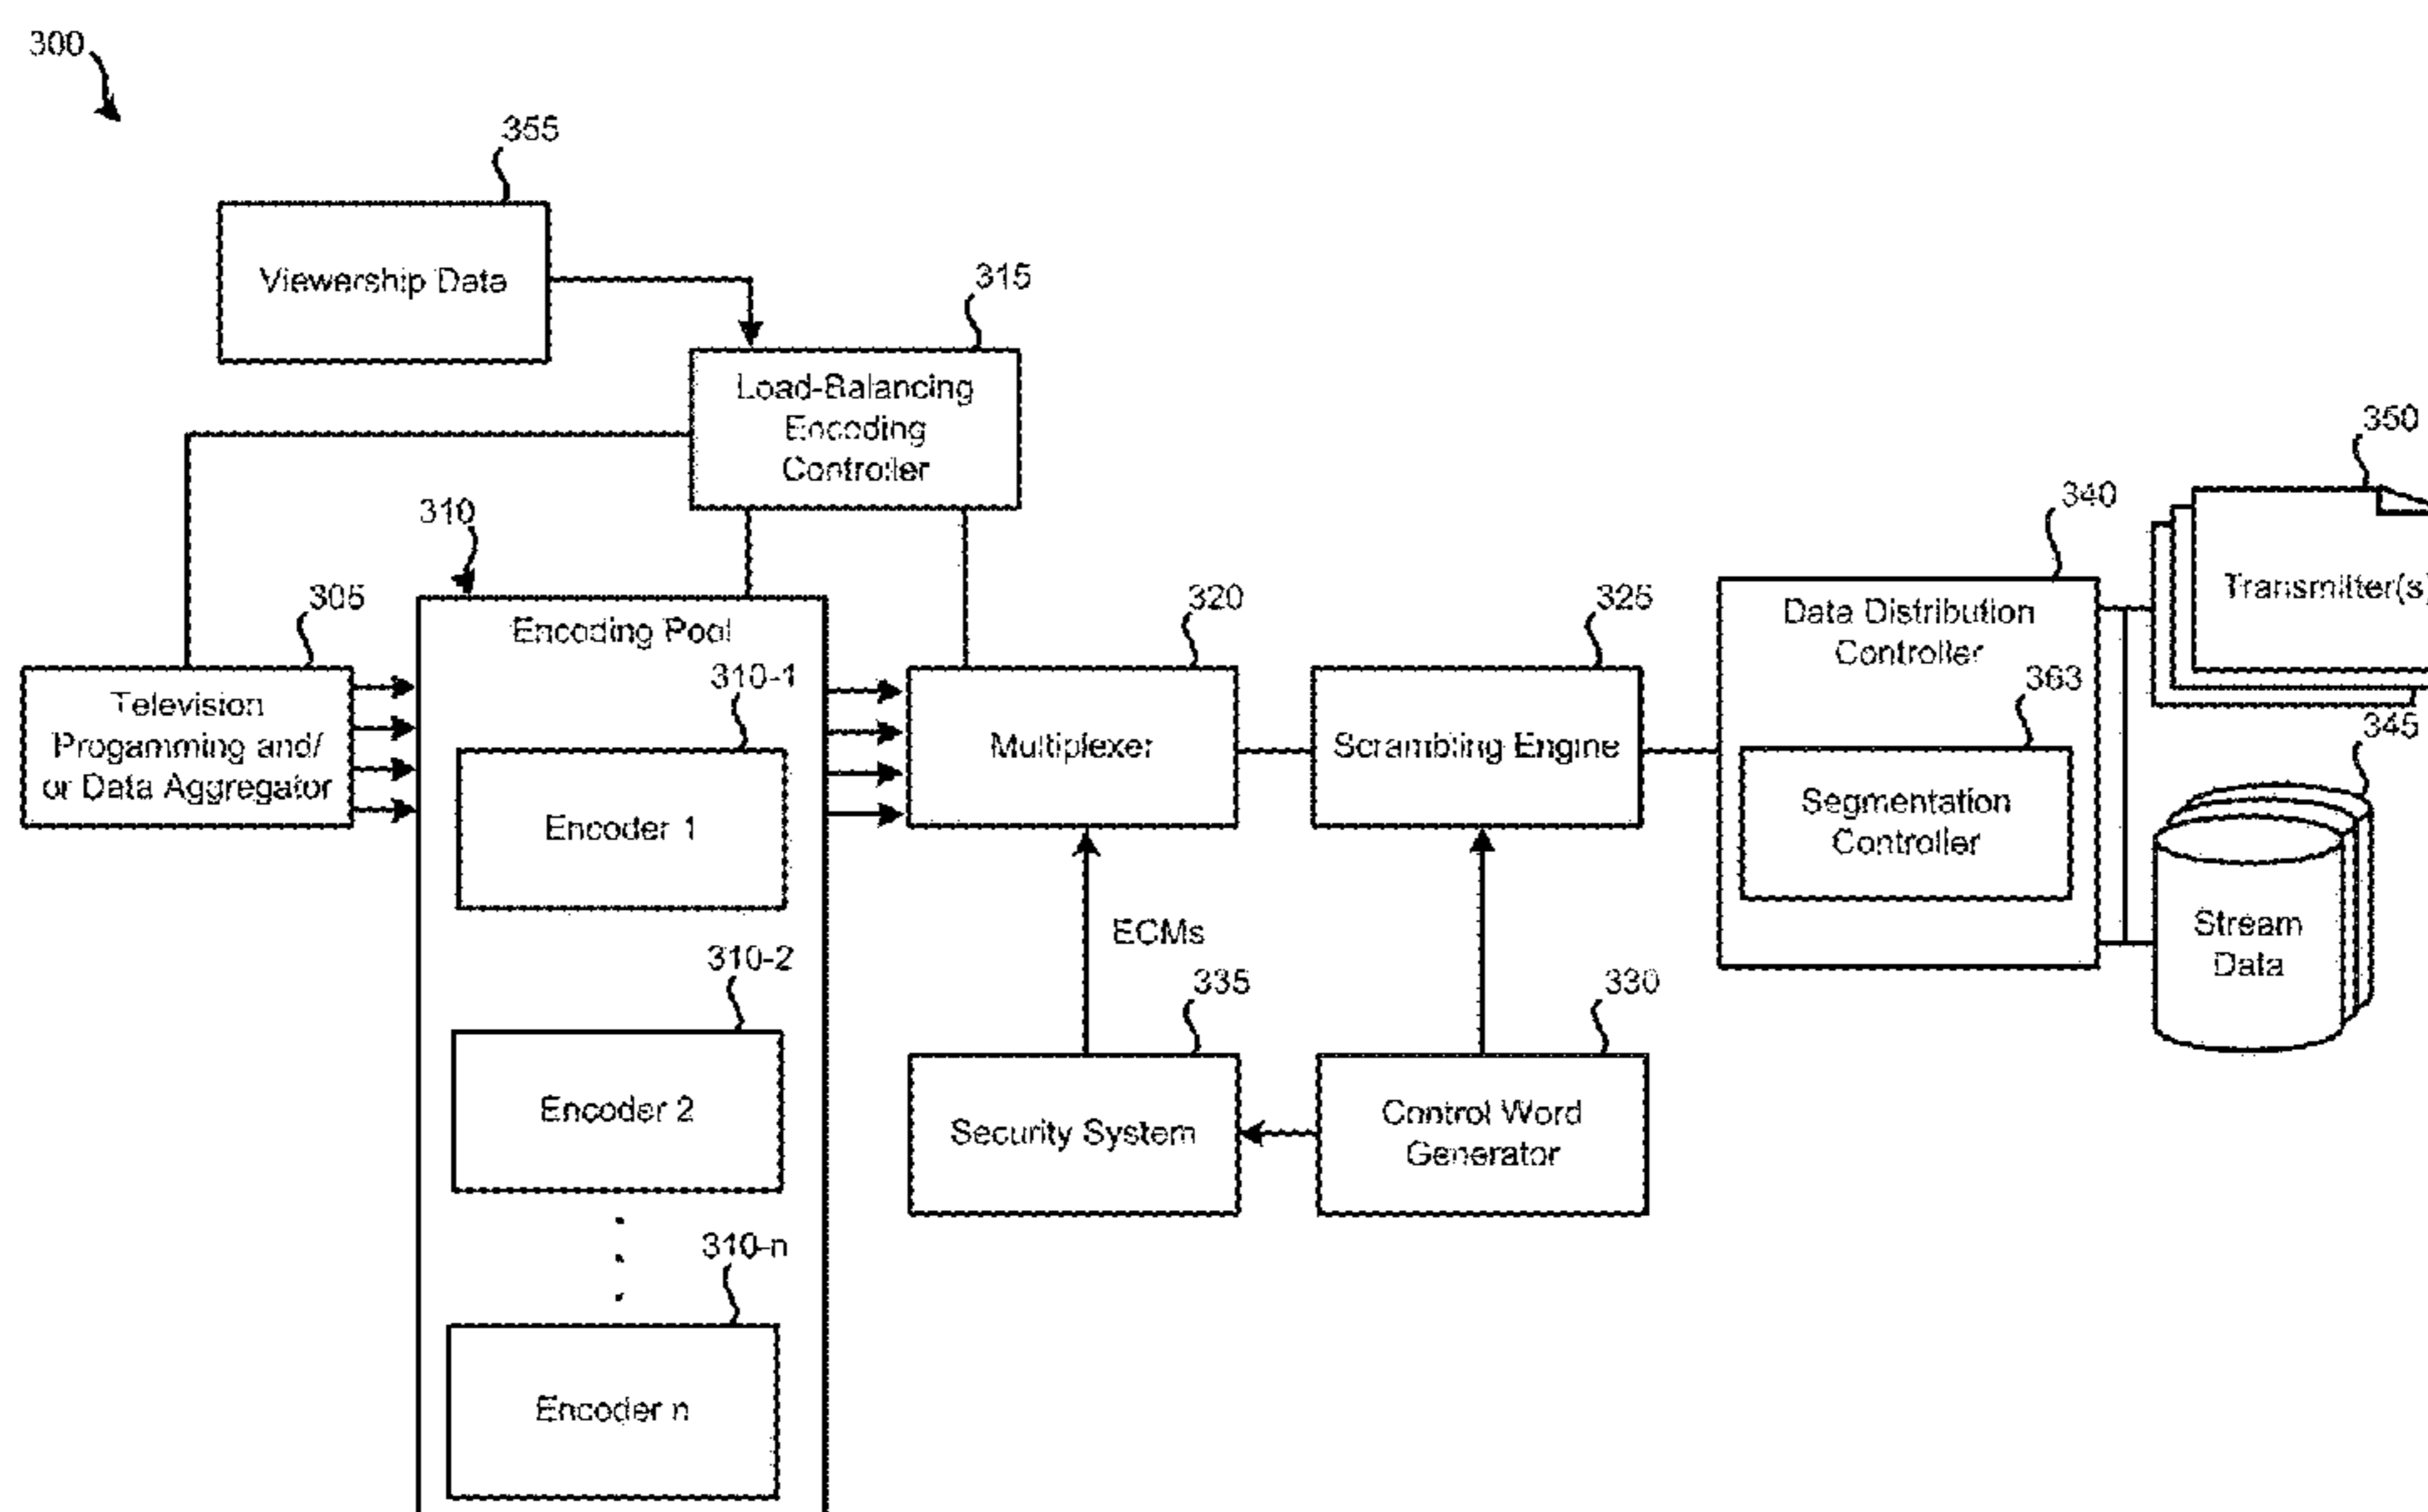 300
355
Viewership Data
315
Load-Balancing
Encoding
Controller
350
Transmitter(s)
340
Data Distribution
Controller
363
Segmentation
Controller
345
Stream
Data
310
Encoding Pool
305
Television
Progamming and/
or Data Aggregator
310-1
Encoder 1
320
Multiplexer
325
Scrambling Engine
ECMs
310-2
Encoder 2
335
Security System
330
Control Word
Generator
310-n
Encoder n